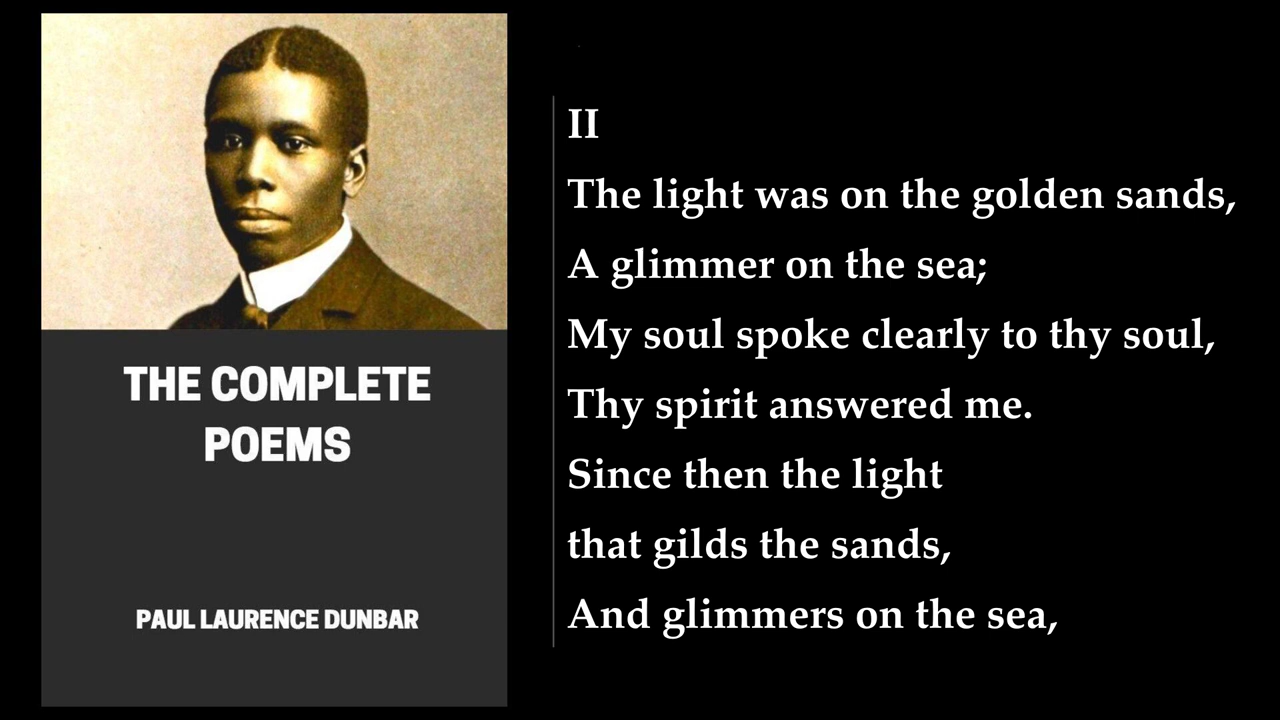 THE COMPLETE
POEMS
PAUL LAURENCE DUNBAR
II
The light was on the golden sands,
A glimmer on the sea;
My soul spoke clearly to thy soul,
Thy spirit answered me.
Since then the light
that gilds the sands,
And glimmers on the sea,